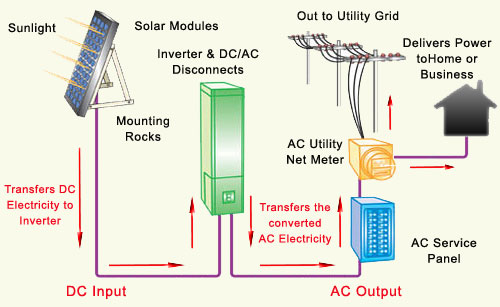 Sunlight
Solar Modules
Mounting
Rocks
Inverter & DC/AC
Disconnects
Out to Utility Grid
Delivers Power
toHome or
Business
AC Utility
Net Meter
Transfers DC
Electricity to
Inverter
Transfers the
converted
AC Electricity
AC Service
Panel
DC Input
AC Output